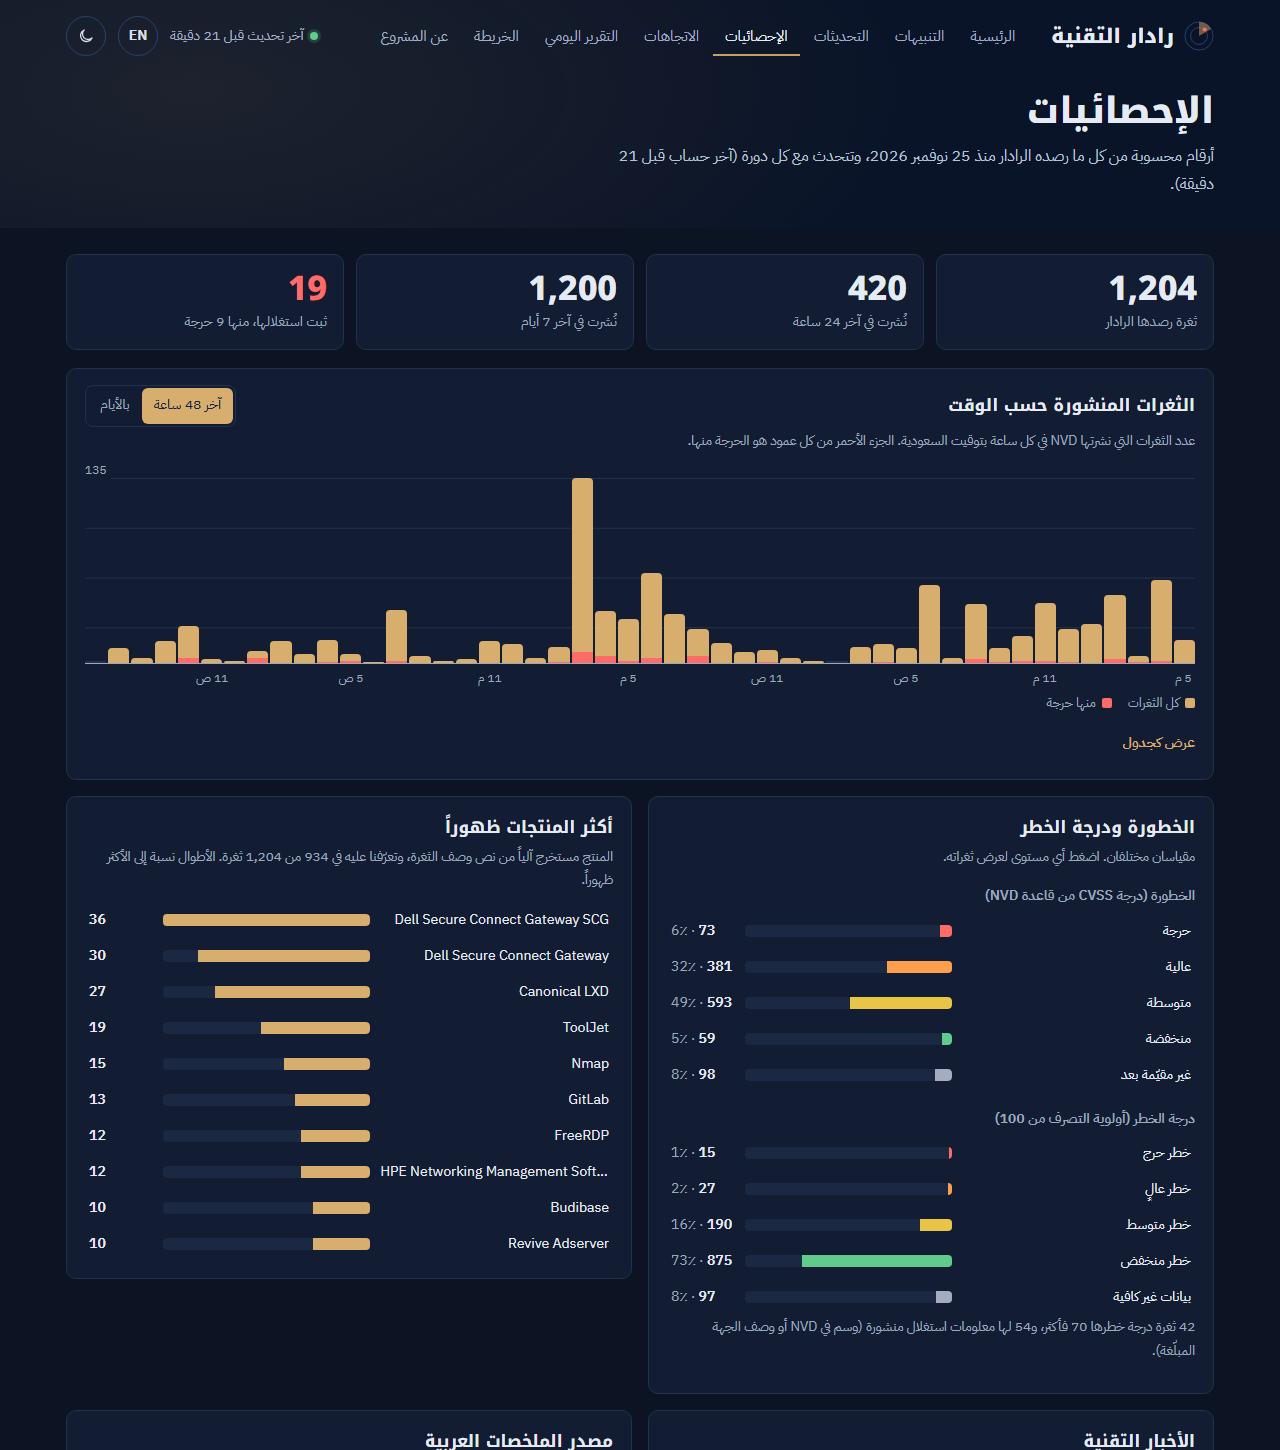 رادار التقنية
الرئيسية
التنبيهات
التحديثات
الإحصائيات
الاتجاهات
التقرير اليومي
الخريطة
عن المشروع
آخر تحديث قبل 21 دقيقة
EN
الإحصائيات
أرقام محسوبة من كل ما رصده الرادار منذ 25 نوفمبر 2026، وتتحدث مع كل دورة (آخر حساب قبل 21
دقيقة).
1,204
ثغرة رصدها الرادار
420
نُشرت في آخر 24 ساعة
1,200
نُشرت في آخر 7 أيام
19
ثبت استغلالها، منها 9 حرجة
الثغرات المنشورة حسب الوقت
آخر 48 ساعة
بالأيام
عدد الثغرات التي نشرتها NVD في كل ساعة بتوقيت السعودية. الجزء الأحمر من كل عمود هو الحرجة منها.
135
5 م
11 م
5 ص
11 ص
5 م
11 م
5 ص
11 ص
كل الثغرات
منها حرجة
عرض كجدول
الخطورة ودرجة الخطر
مقياسان مختلفان. اضغط أي مستوى لعرض ثغراته.
الخطورة (درجة CVSS من قاعدة NVD)
حرجة 73 · 6٪
عالية 381 · 32٪
متوسطة 593 · 49٪
منخفضة 59 · 5٪
غير مقيّمة بعد 98 · 8٪
درجة الخطر (أولوية التصرف من 100)
خطر حرج 15 · 1٪
خطر عالٍ 27 · 2٪
خطر متوسط 190 · 16٪
خطر منخفض 875 · 73٪
بيانات غير كافية 97 · 8٪
42 ثغرة درجة خطرها 70 فأكثر، و54 لها معلومات استغلال منشورة (وسم في NVD أو وصف الجهة
المبلّغة).
أكثر المنتجات ظهوراً
المنتج مستخرج آلياً من نص وصف الثغرة، وتعرّفنا عليه في 934 من 1,204 ثغرة. الأطوال نسبة إلى الأكثر
ظهوراً.
Dell Secure Connect Gateway SCG 36
Dell Secure Connect Gateway 30
Canonical LXD 27
ToolJet 19
Nmap 15
GitLab 13
FreeRDP 12
HPE Networking Management Soft... 12
Budibase 10
Revive Adserver 10
الأخبار التقنية
مصدر الملخصات العربية